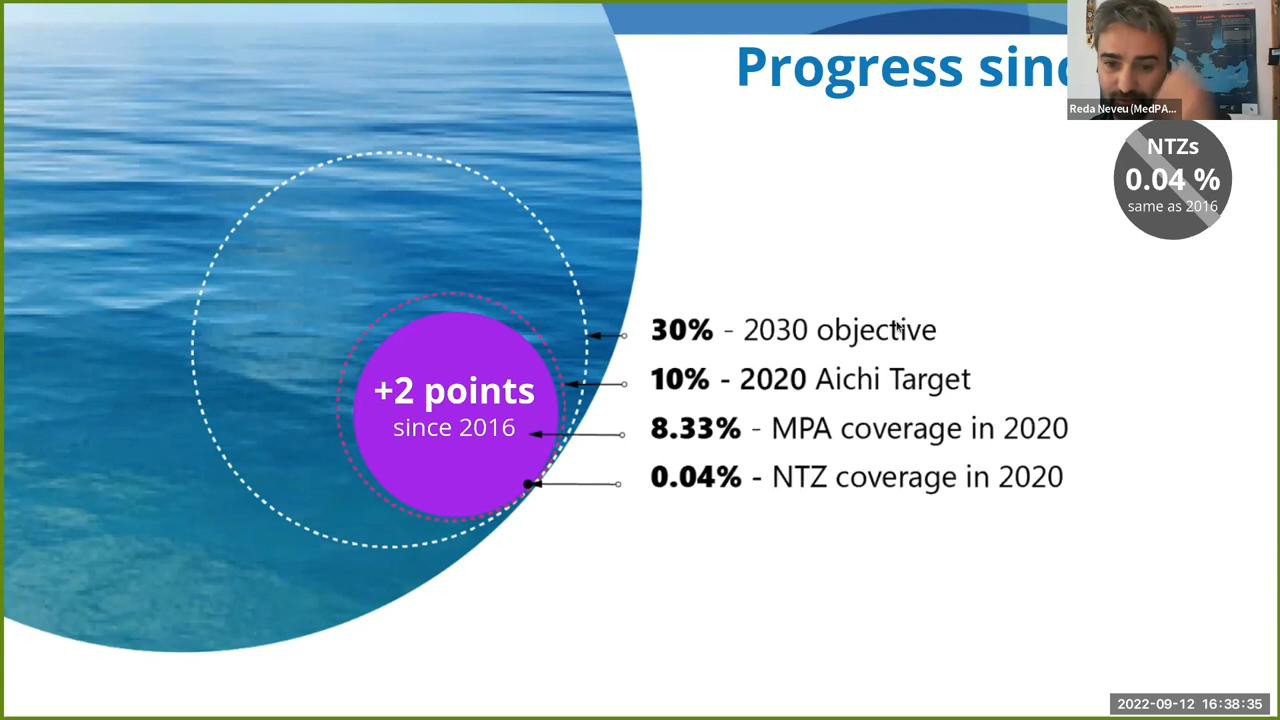 Progress sinc
Reda Neveu (MedPA...
NTZs
0.04 %
same as 2016
30% - 2030 objective
10% - 2020 Aichi Target
+2 points
since 2016
8.33% - MPA coverage in 2020
0.04% - NTZ coverage in 2020
2022-09-12 16:38:35